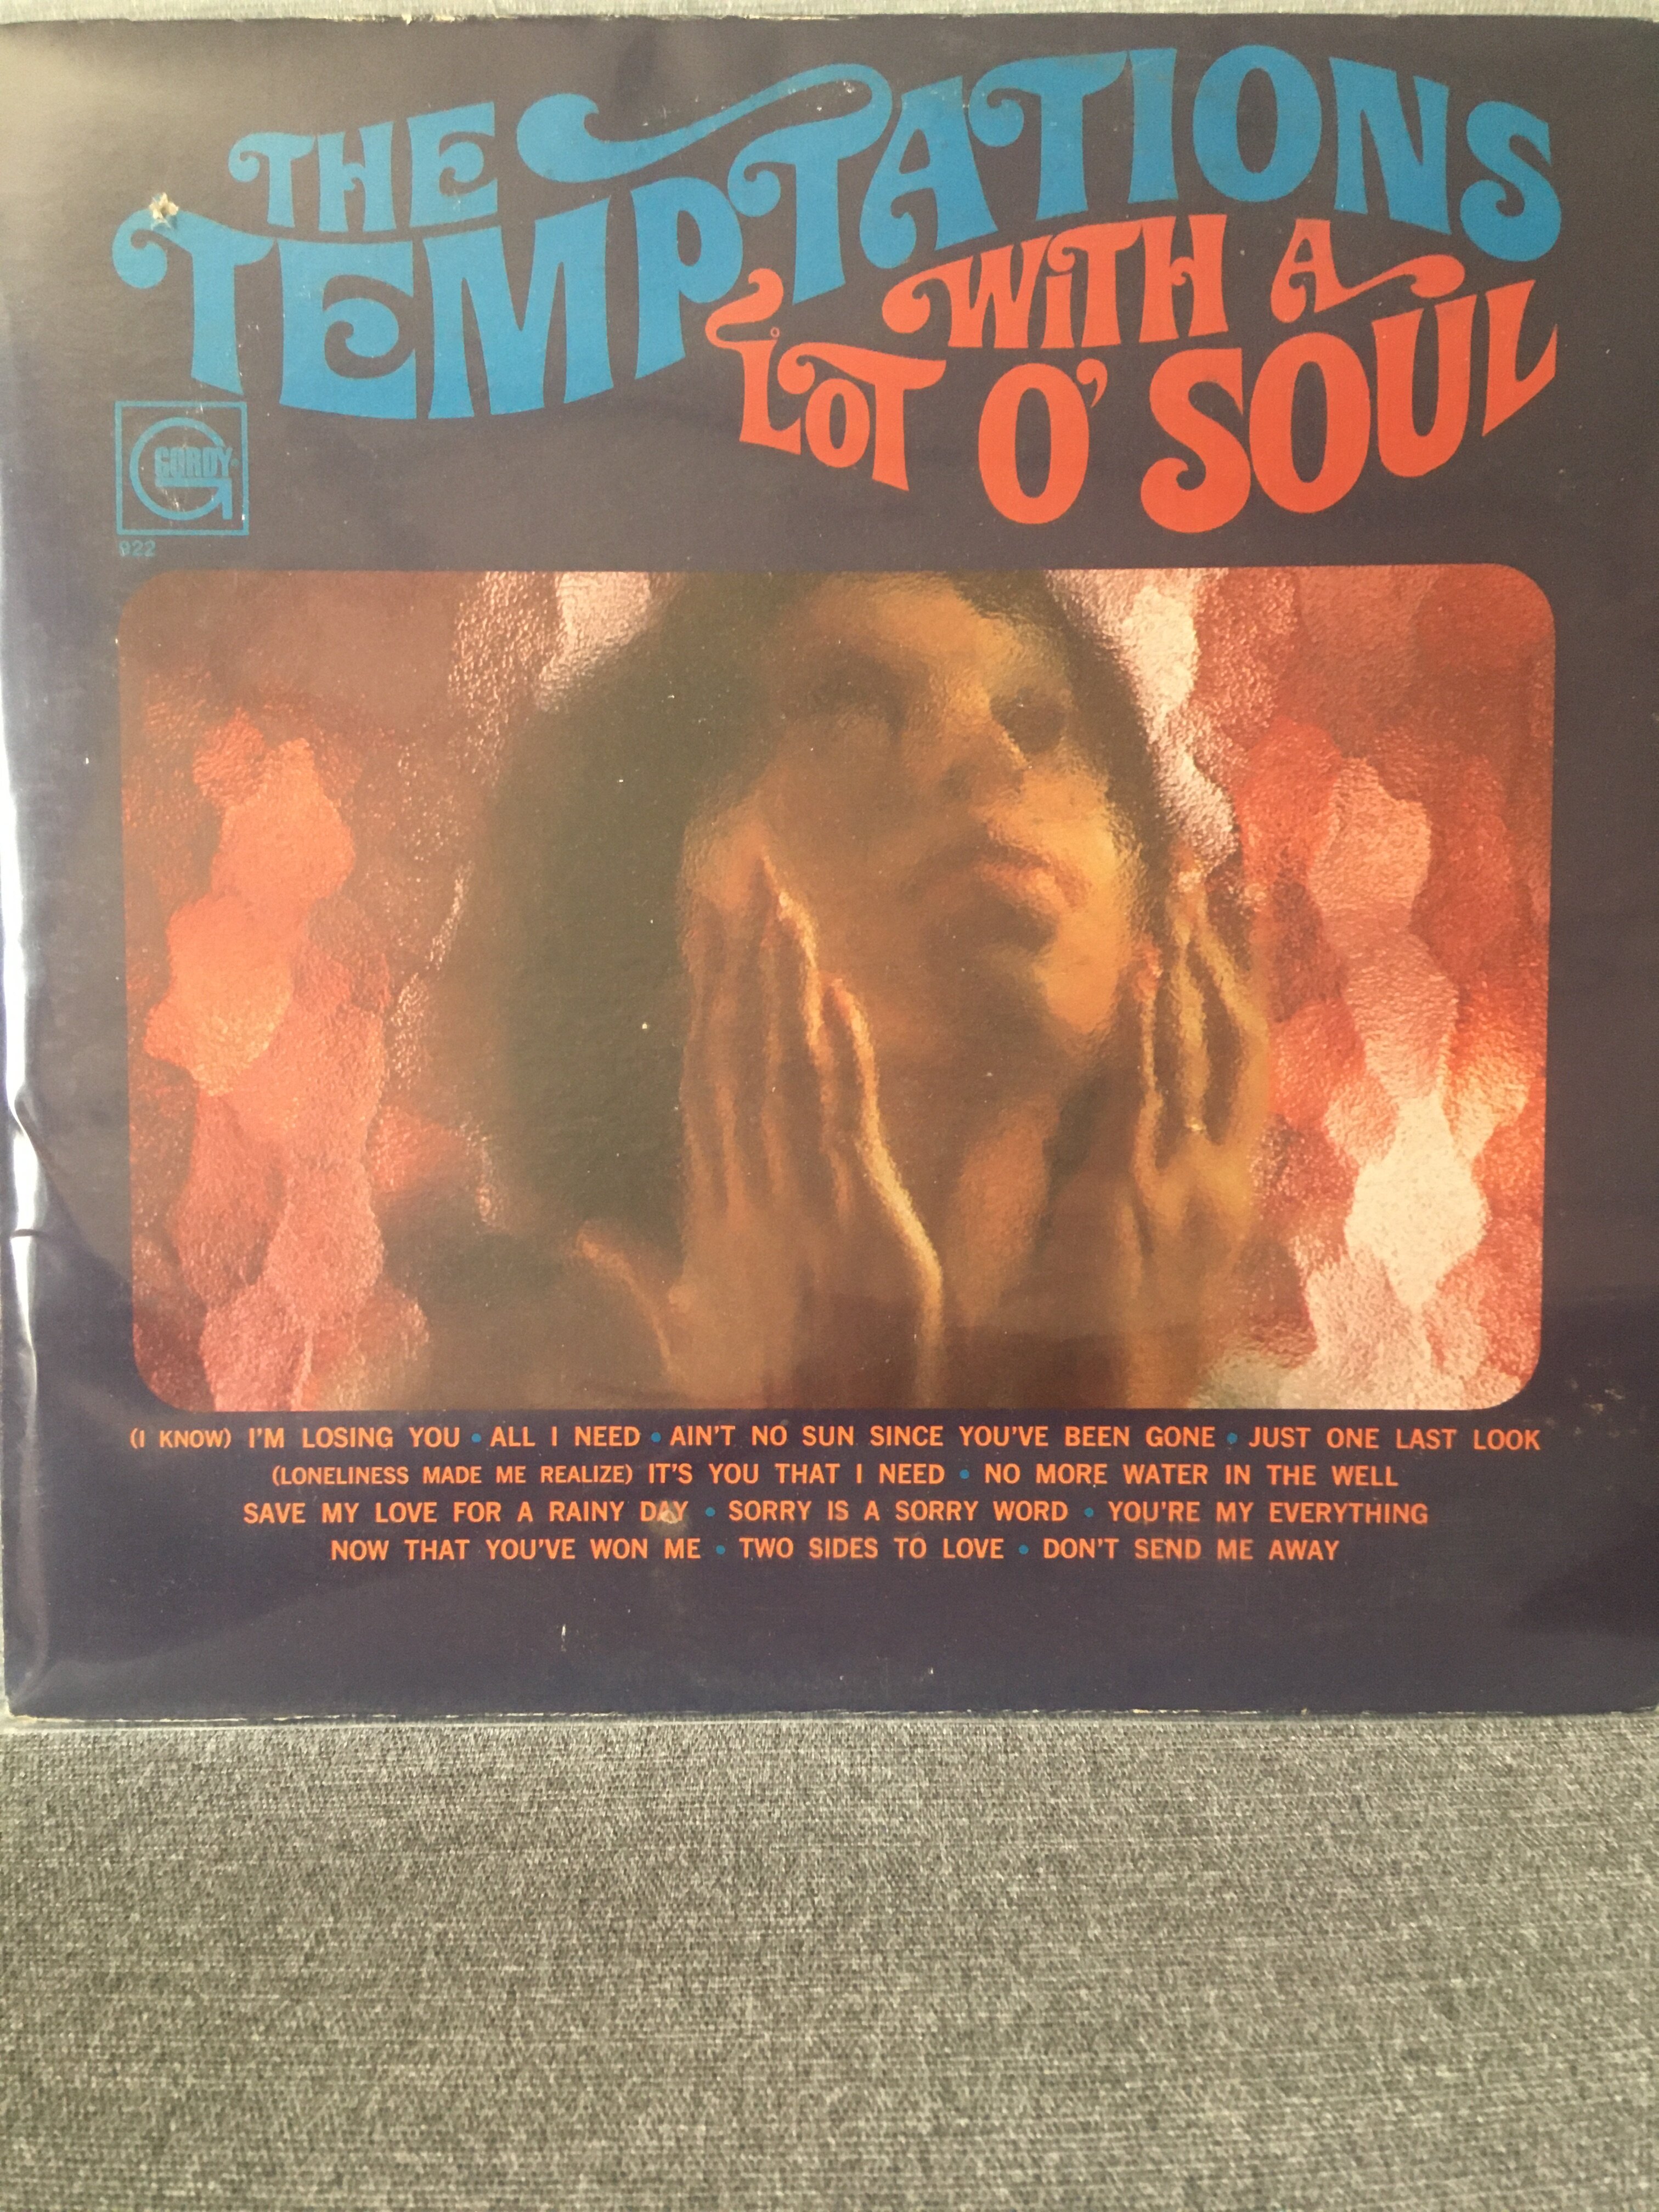 THE
TEMPTATIONS
WiTH A
LOT O' SOUL
GORDY
922
(I KNOW) I'M LOSING YOU • ALL I NEED • AIN'T NO SUN SINCE YOU'VE BEEN GONE • JUST ONE LAST LOOK
(LONELINESS MADE ME REALIZE) IT'S YOU THAT I NEED • NO MORE WATER IN THE WELL
SAVE MY LOVE FOR A RAINY DAY • SORRY IS A SORRY WORD • YOU'RE MY EVERYTHING
NOW THAT YOU'VE WON ME • TWO SIDES TO LOVE • DON'T SEND ME AWAY